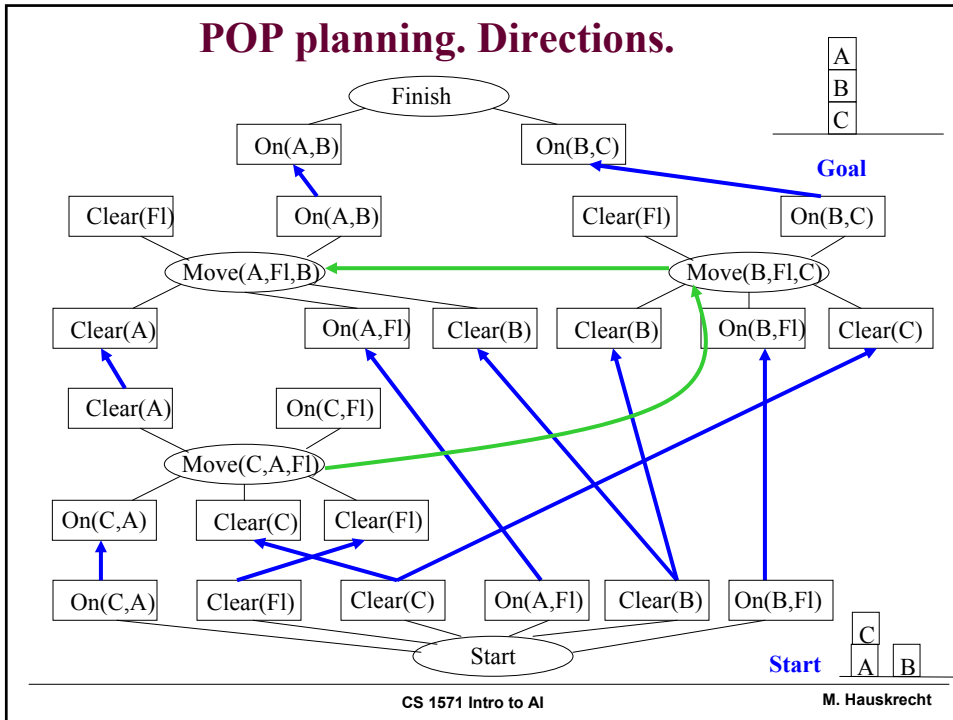 POP planning. Directions.
A
B
C
Finish
On(A,B)
On(B,C)
Goal
Clear(Fl)
On(A,B)
Clear(Fl)
On(B,C)
Move(A,Fl,B)
Move(B,Fl,C)
Clear(A)
On(A,Fl)
Clear(B)
Clear(B)
On(B,Fl)
Clear(C)
Clear(A)
On(C,Fl)
Move(C,A,Fl)
On(C,A)
Clear(C)
Clear(Fl)
On(C,A)
Clear(Fl)
Clear(C)
On(A,Fl)
Clear(B)
On(B,Fl)
Start
Start
C
A
B
CS 1571 Intro to AI
M. Hauskrecht